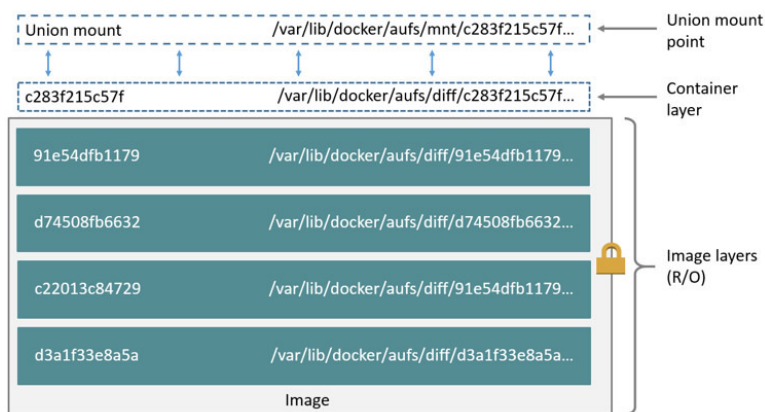 Union mount /var/lib/docker/aufs/mnt/c283f215c57f... Union mount
point
c283f215c57f /var/lib/docker/aufs/diff/c283f215c57f... Container
layer
91e54dfb1179 /var/lib/docker/aufs/diff/91e54dfb1179...
d74508fb6632 /var/lib/docker/aufs/diff/d74508fb6632...
c22013c84729 /var/lib/docker/aufs/diff/91e54dfb1179...
d3a1f33e8a5a /var/lib/docker/aufs/diff/d3a1f33e8a5a...
Image layers
(R/O)
Image